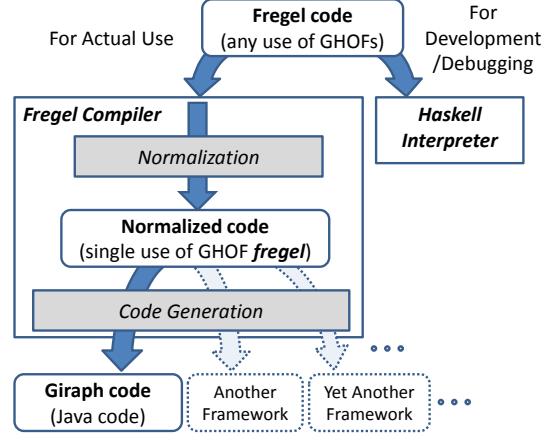 Fregel code
(any use of GHOFs)
For Actual Use
For
Development
/Debugging
Fregel Compiler
Haskell
Interpreter
Normalization
Normalized code
(single use of GHOF fregel)
Code Generation
Giraph code
(Java code)
Another
Framework
Yet Another
Framework